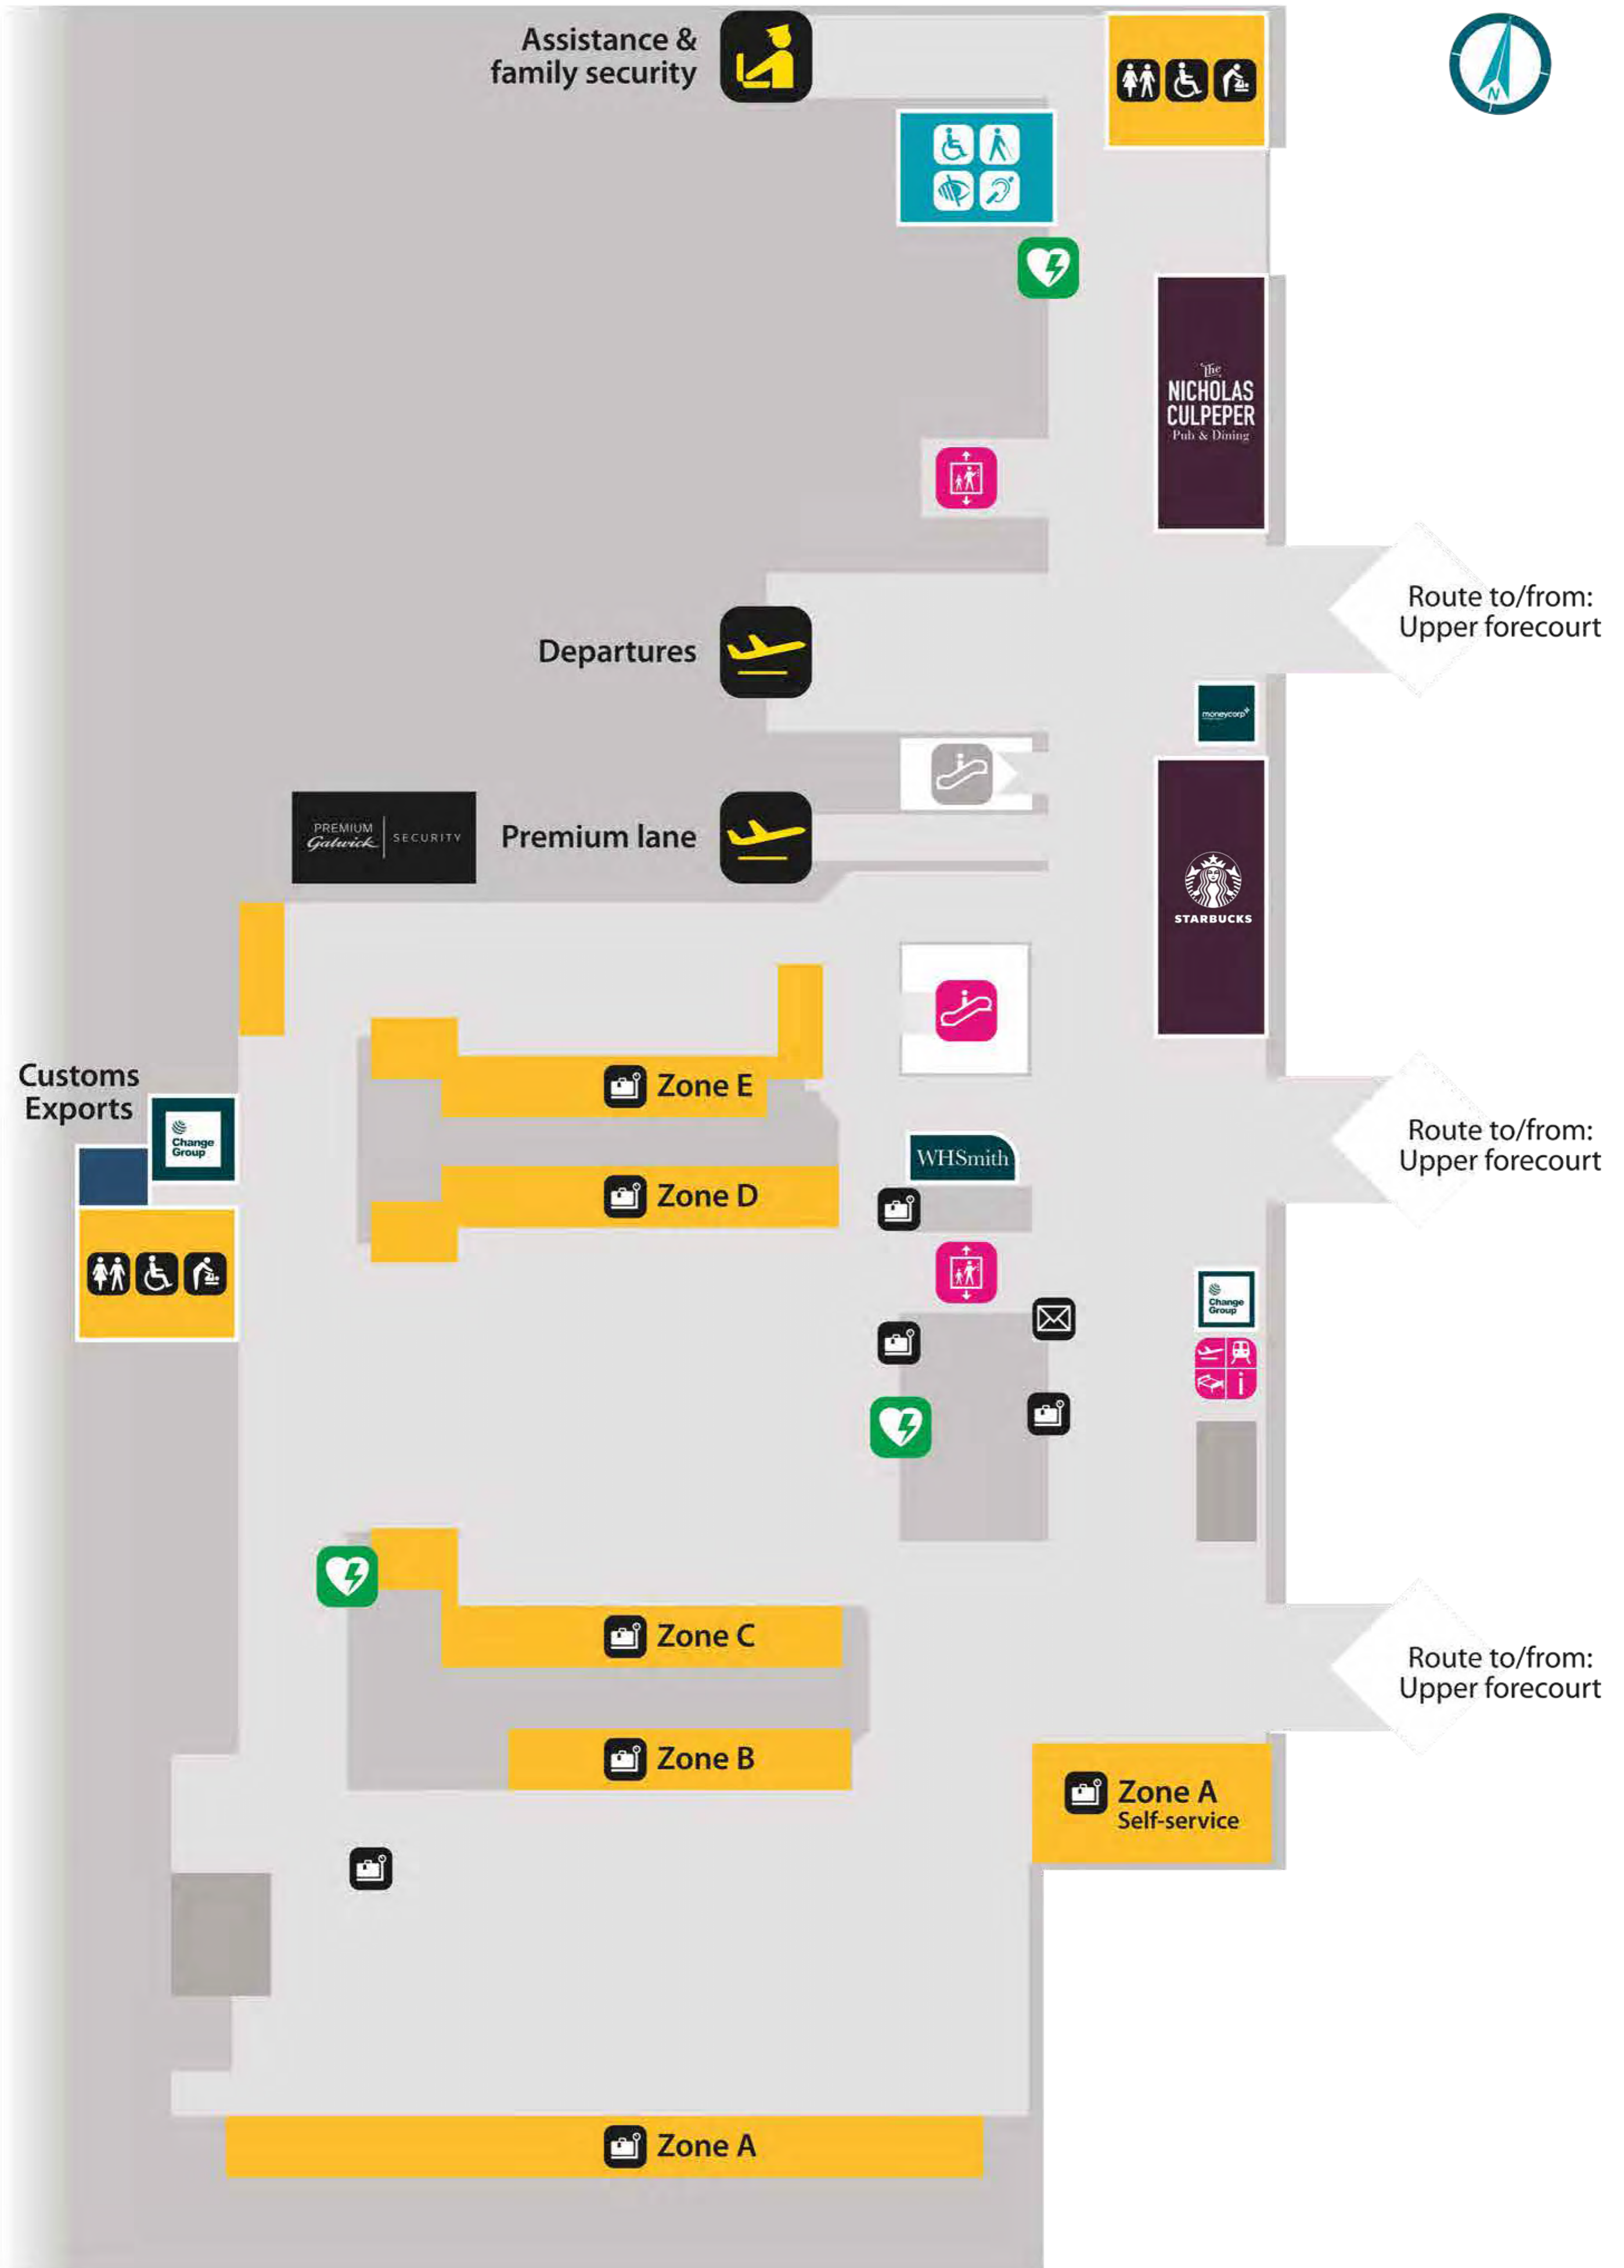 Assistance &
family security
N
The
NICHOLAS
CULPEPER
Pub & Dining
Route to/from:
Upper forecourt
Departures
moneycorp
PREMIUM
Gatwick
SECURITY
Premium lane
STARBUCKS
Customs
Exports
Change
Group
Zone E
Route to/from:
Upper forecourt
WHSmith
Zone D
Change
Group
i
Zone C
Route to/from:
Upper forecourt
Zone B
Zone A
Self-service
Zone A